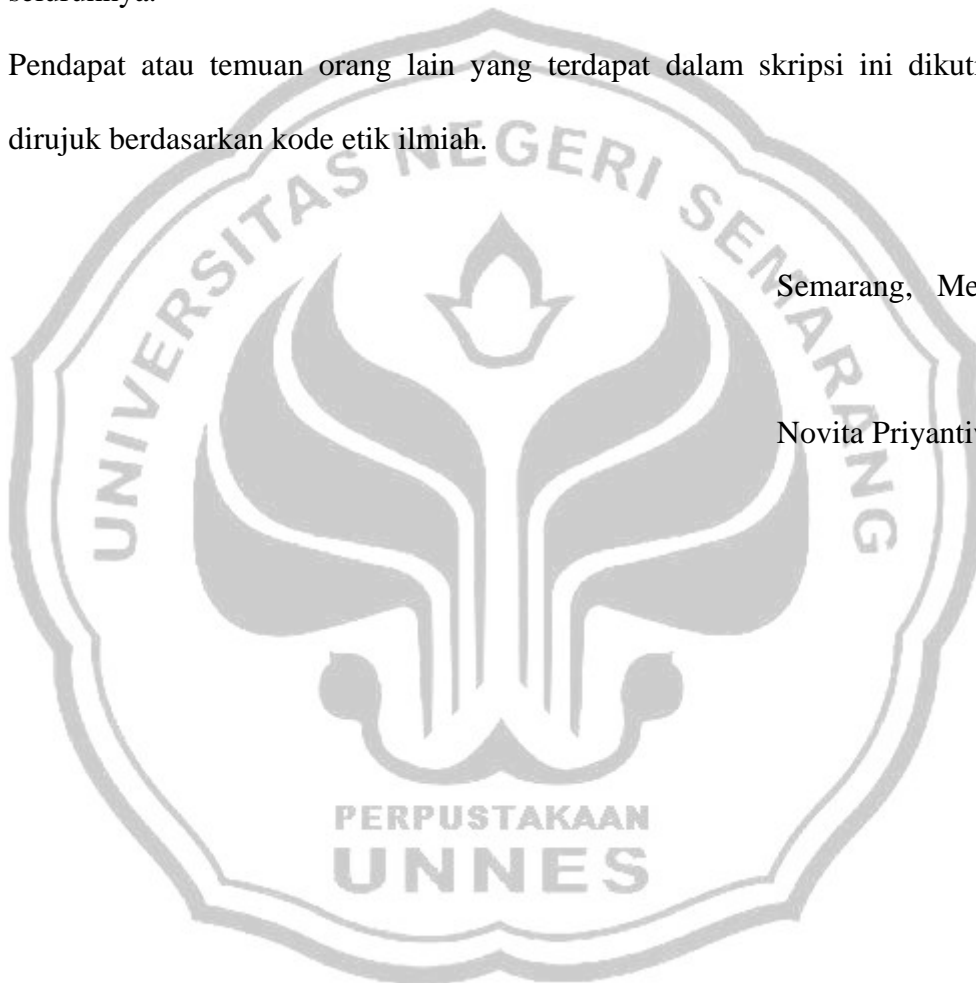 seluruhnya.
Pendapat atau temuan orang lain yang terdapat dalam skripsi ini dikuti
dirujuk berdasarkan kode etik ilmiah.
UNIVERSITAS NEGERI SEMARANG
Semarang, Me
Novita Priyanti
PERPUSTAKAAN
UNNES